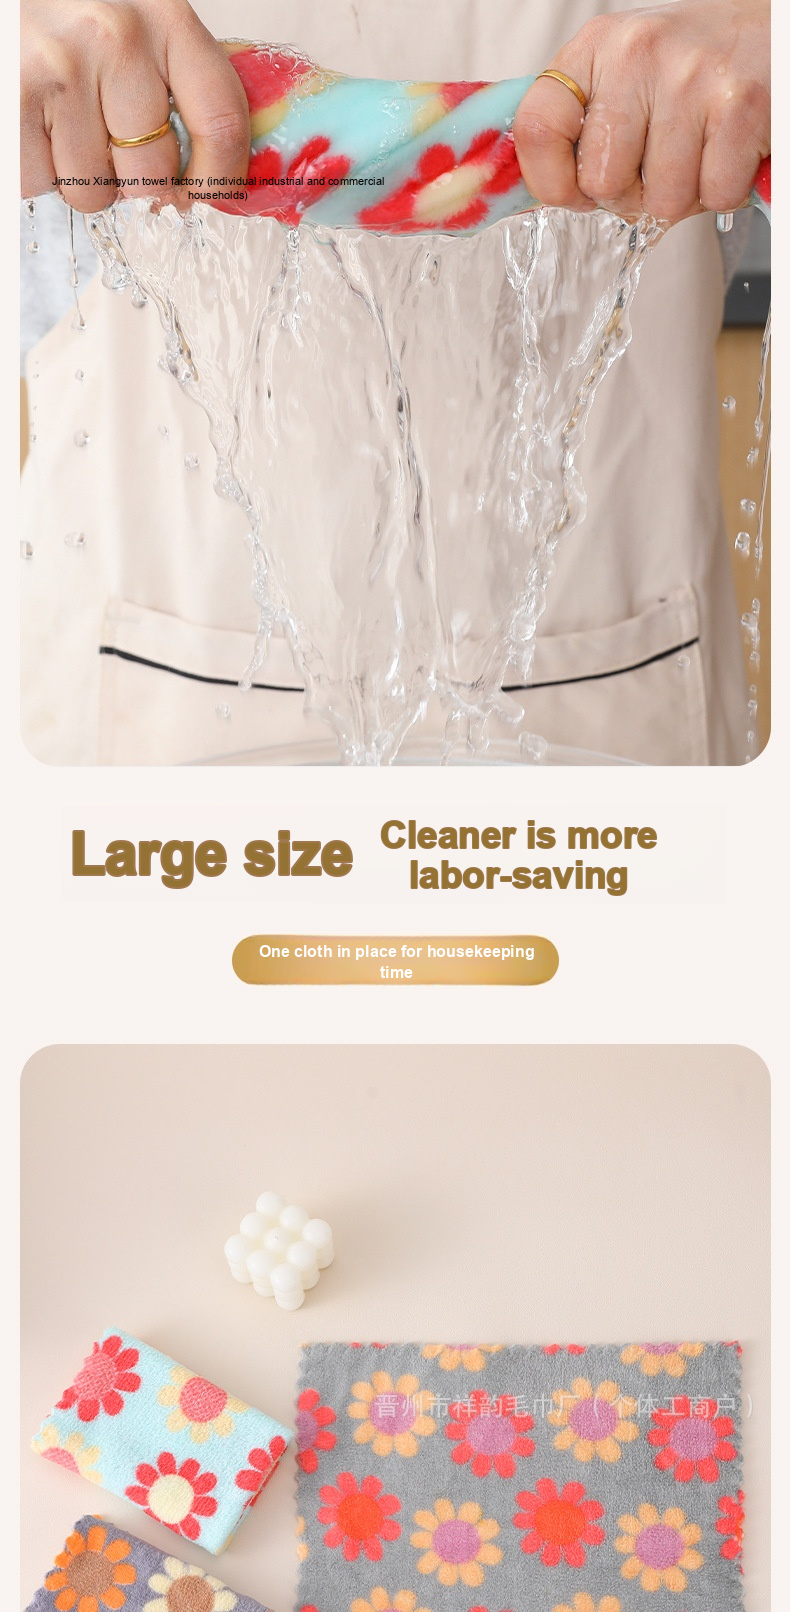 Jinzhou Xiangyun towel factory (individual industrial and commercial
households)
Large size
Cleaner is more
labor-saving
One cloth in place for housekeeping
time
晋州市祥韵毛巾厂（个体工商户）